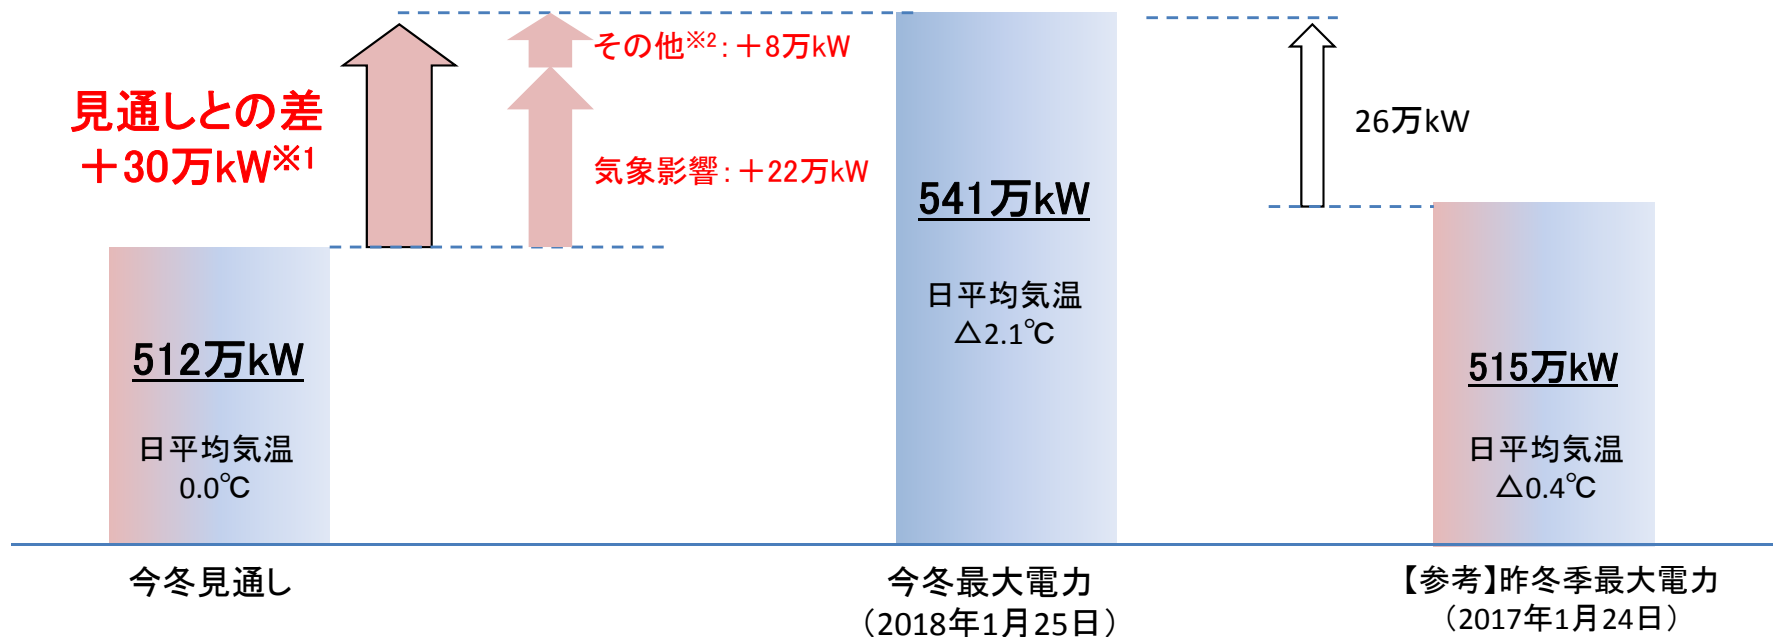 その他※2：＋8万kW
見通しとの差
＋30万kW※1
26万kW
気象影響：＋22万kW
541万kW
日平均気温
△2.1℃
512万kW
日平均気温
0.0℃
515万kW
日平均気温
△0.4℃
今冬見通し
今冬最大電力
（2018年1月25日）
【参考】昨冬季最大電力
（2017年1月24日）